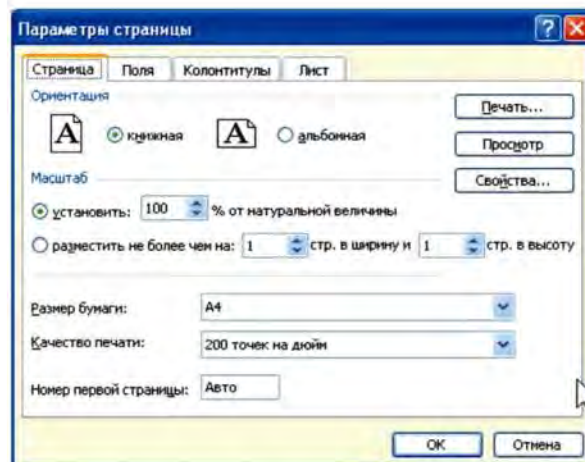 Параметры страницы
Страница Поля Колонтитулы Лист
Ориентация
A книжная A альбомная
Печать...
Просмотр
Свойства...
Масштаб
установить: 100 % от натуральной величины
разместить не более чем на: 1 стр. в ширину и 1 стр. в высоту
Размер бумаги: A4
Качество печати: 200 точек на дюйм
Номер первой страницы: Авто
ОК Отмена